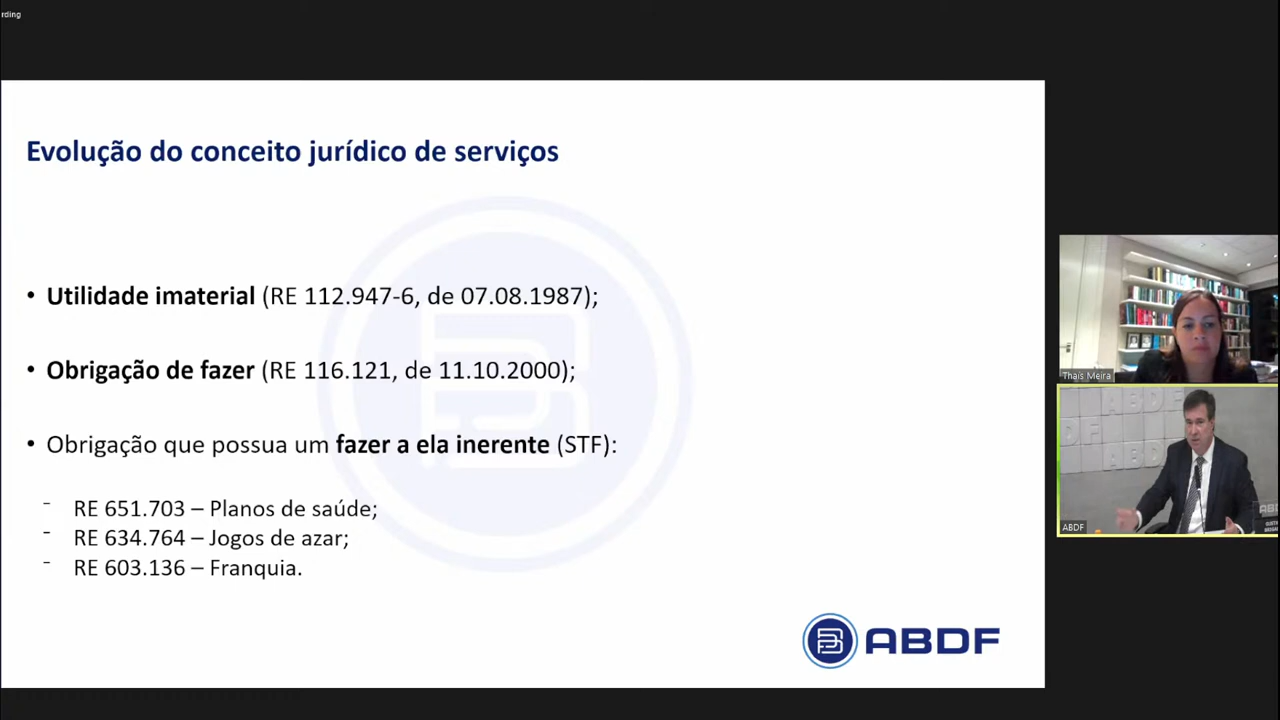 rding
Evolução do conceito jurídico de serviços
• Utilidade imaterial (RE 112.947-6, de 07.08.1987);
• Obrigação de fazer (RE 116.121, de 11.10.2000);
• Obrigação que possua um fazer a ela inerente (STF):
- RE 651.703 – Planos de saúde;
- RE 634.764 – Jogos de azar;
- RE 603.136 – Franquia.
ABDF
Thais Meira
ABDF
ABDF